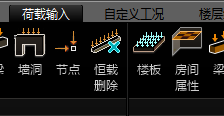 荷载输入 自定义工况 楼层
梁 墙洞 节点 恒载 楼板 房间 梁
删除 属性